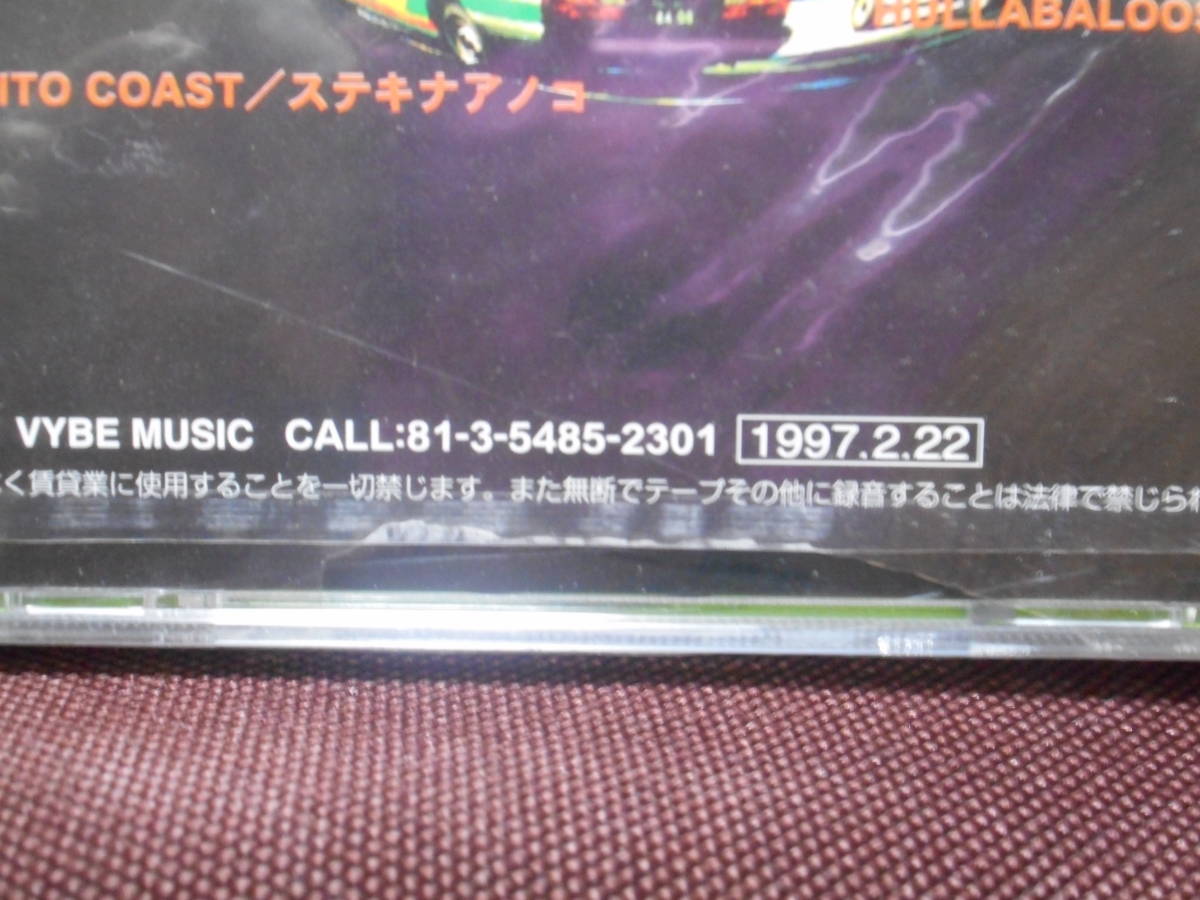 HULLABALOO
ITO COAST／ステキナアノコ
VYBE MUSIC CALL:81-3-5485-2301 1997.2.22
く賃貸業に使用することを一切禁じます。また無断でテープその他に録音することは法律で禁じら